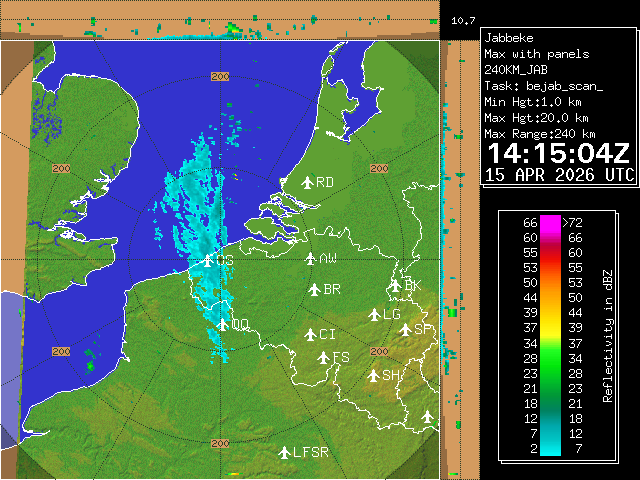 10.7
Jabbeke
Max with panels
240KM_JAB
Task: bejab_scan_
Min Hgt:1.0 km
Max Hgt:20.0 km
Max Range:240 km
14:15:04Z
15 APR 2026 UTC
200
200
200
RD
OS
AW
BR
BK
LG
QO
CI
SP
FS
SH
200
200
200
LFSR
66 >72
60 66
55 60
53 55
50 53
44 50
39 44
37 39
34 37
28 34
23 28
21 23
18 21
12 18
7 12
2 7
Reflectivity in dBZ